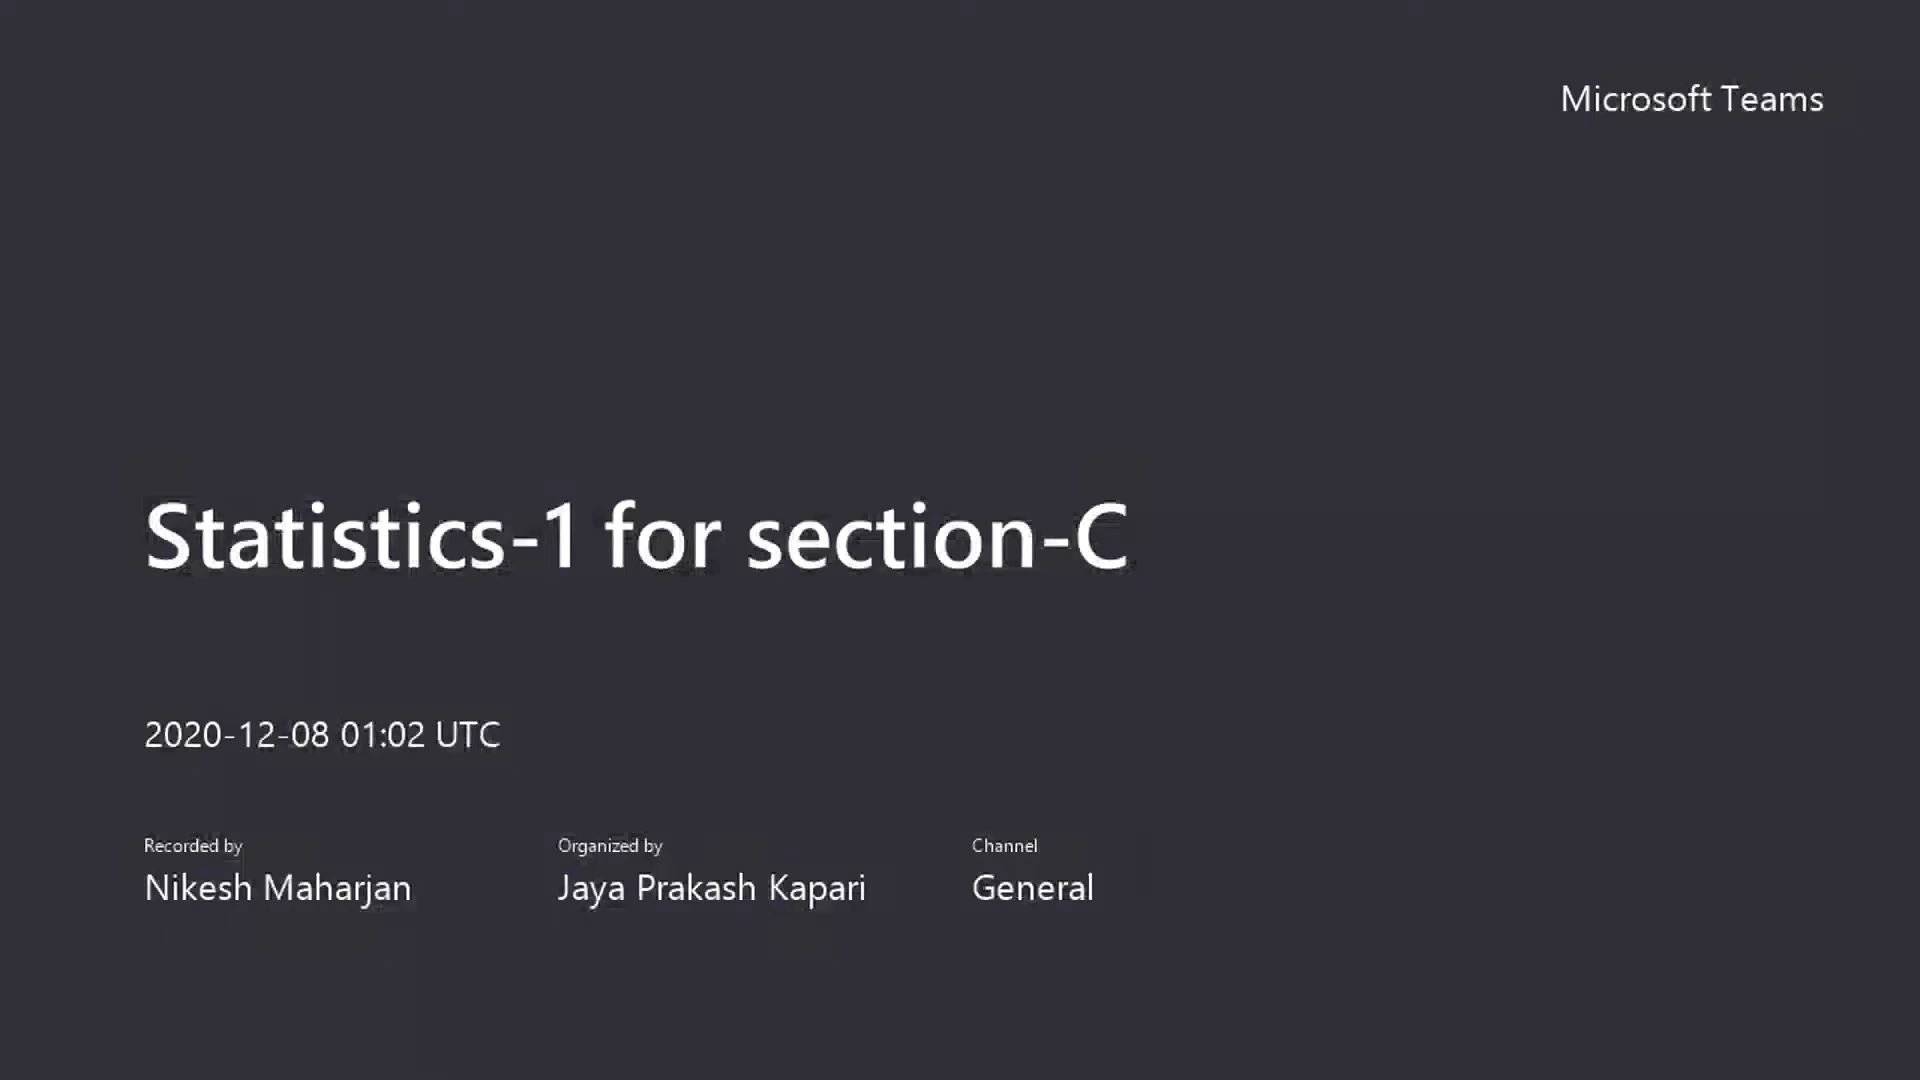 Microsoft Teams
Statistics-1 for section-C
2020-12-08 01:02 UTC
Recorded by
Nikesh Maharjan
Organized by
Jaya Prakash Kapari
Channel
General